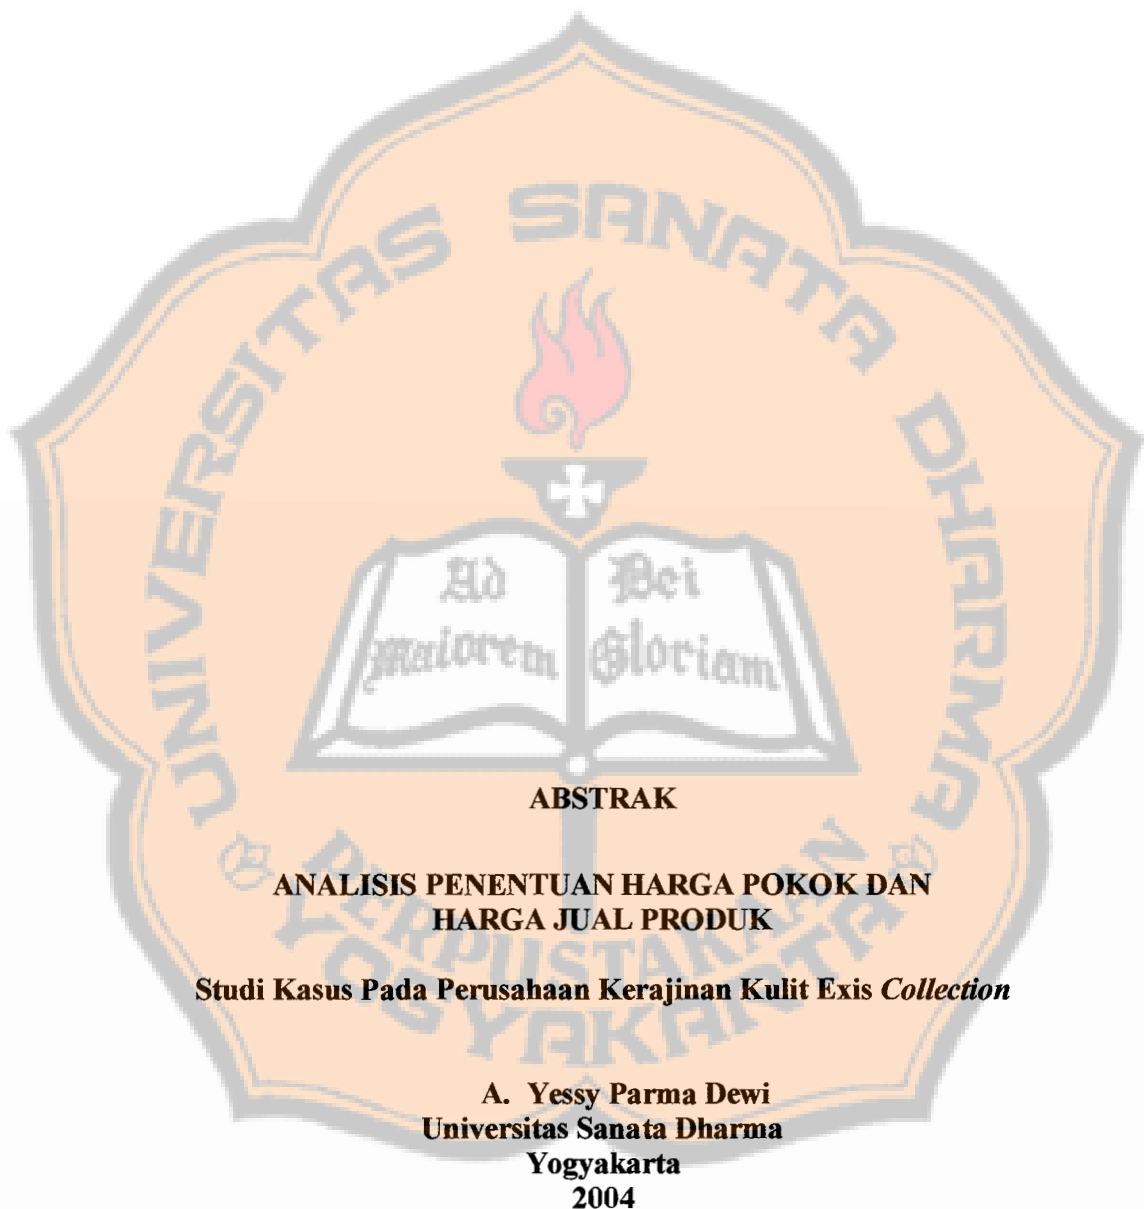 UNIVERSITAS SANATA DHARMA
Ad
Maiorem
Dei
Gloriam
PERPUSTAKAAN
YOGYAKARTA
ABSTRAK
ANALISIS PENENTUAN HARGA POKOK DAN
HARGA JUAL PRODUK
Studi Kasus Pada Perusahaan Kerajinan Kulit Exis Collection
A. Yessy Parma Dewi
Universitas Sanata Dharma
Yogyakarta
2004